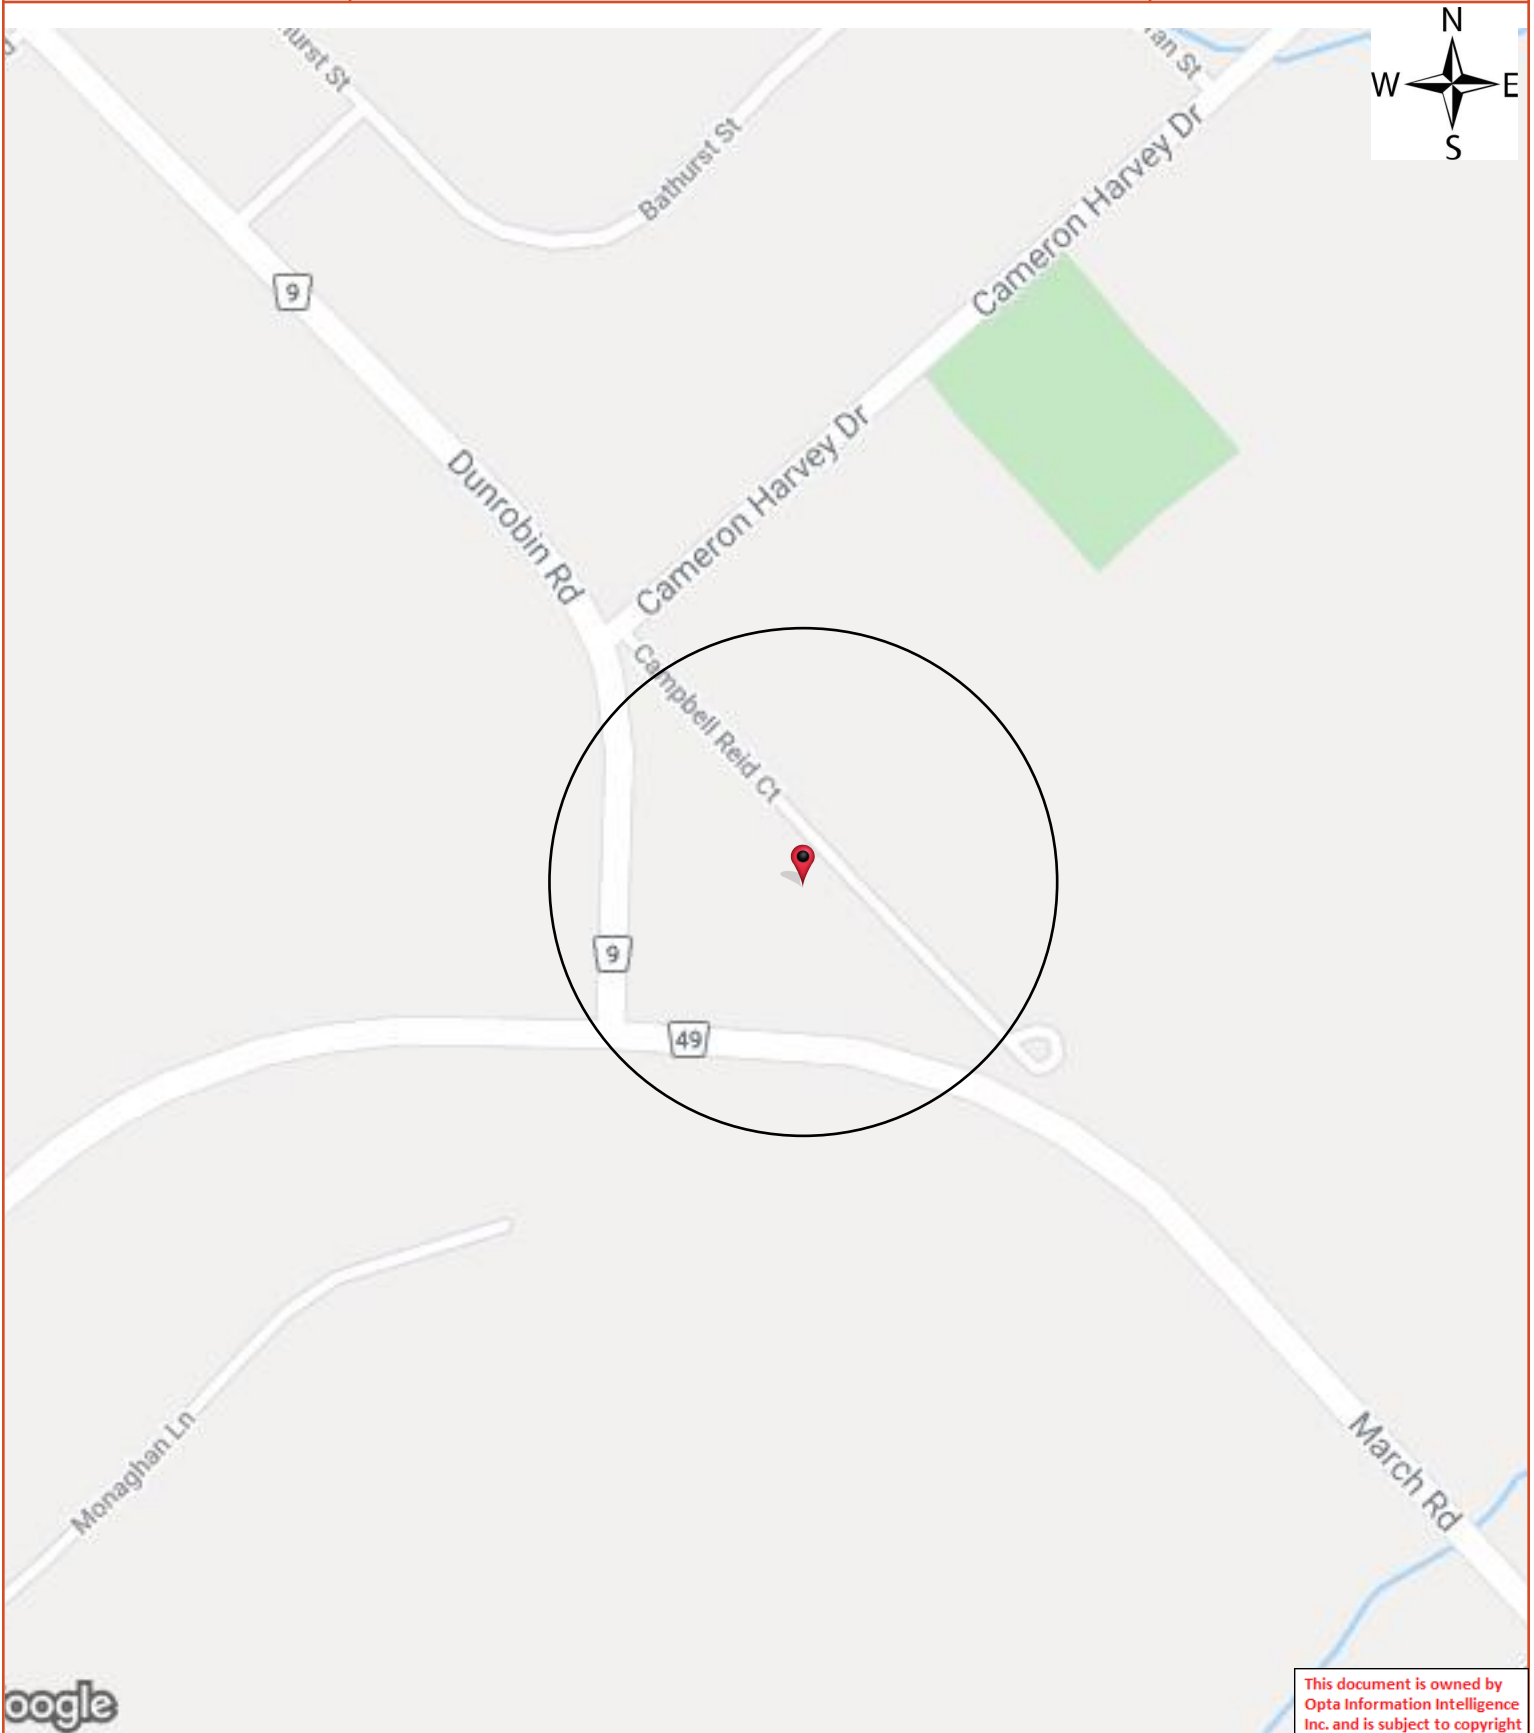 N
W E
S
Bathurst St
Cameron Harvey Dr
9
Cameron Harvey Dr
Dunrobin Rd
Campbell Reid Ct
9
49
Monaghan Ln
March Rd
oogle
This document is owned by
Opta Information Intelligence
Inc. and is subject to copyright